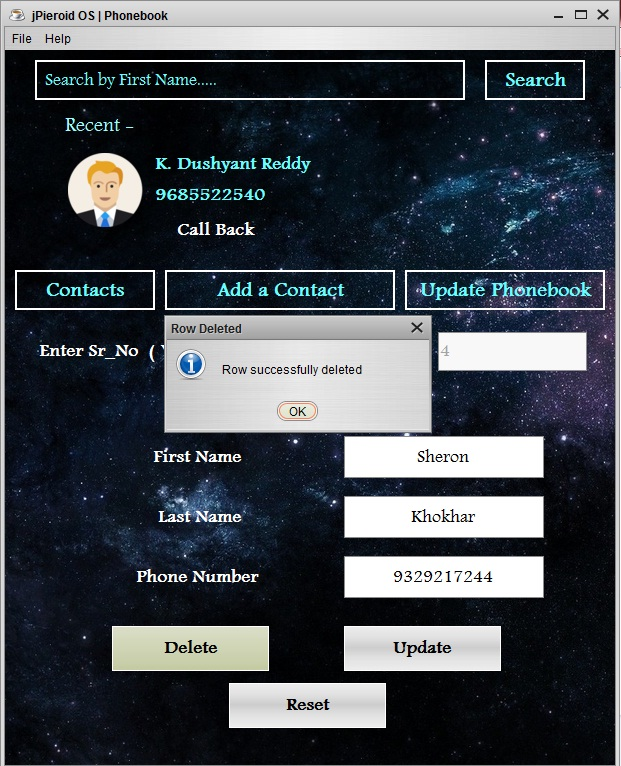 jPieroid OS | Phonebook
File Help
Search by First Name.....
Search
Recent –
K. Dushyant Reddy
9685522540
Call Back
Contacts
Add a Contact
Update Phonebook
Row Deleted
Enter Sr_No (
4
Row successfully deleted
OK
First Name
Sheron
Last Name
Khokhar
Phone Number
9329217244
Delete
Update
Reset